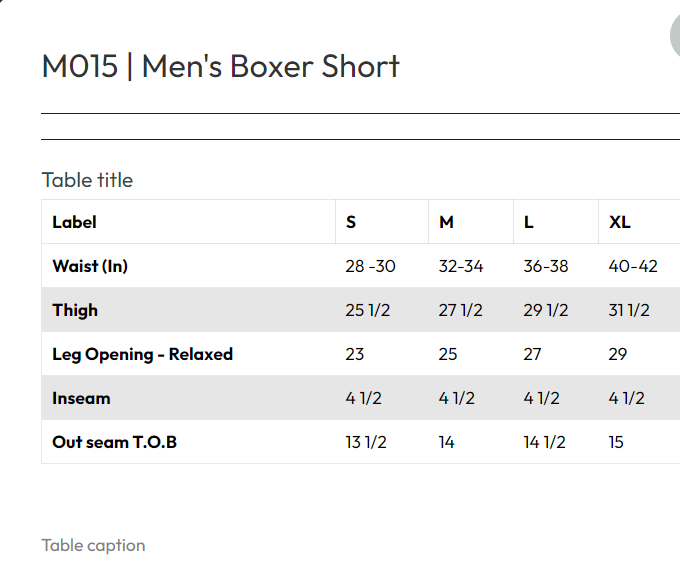 M015 | Men's Boxer Short
Table title
Label S M L XL
Waist (In) 28 -30 32-34 36-38 40-42
Thigh 25 1/2 27 1/2 29 1/2 31 1/2
Leg Opening - Relaxed 23 25 27 29
Inseam 4 1/2 4 1/2 4 1/2 4 1/2
Out seam T.O.B 13 1/2 14 14 1/2 15
Table caption